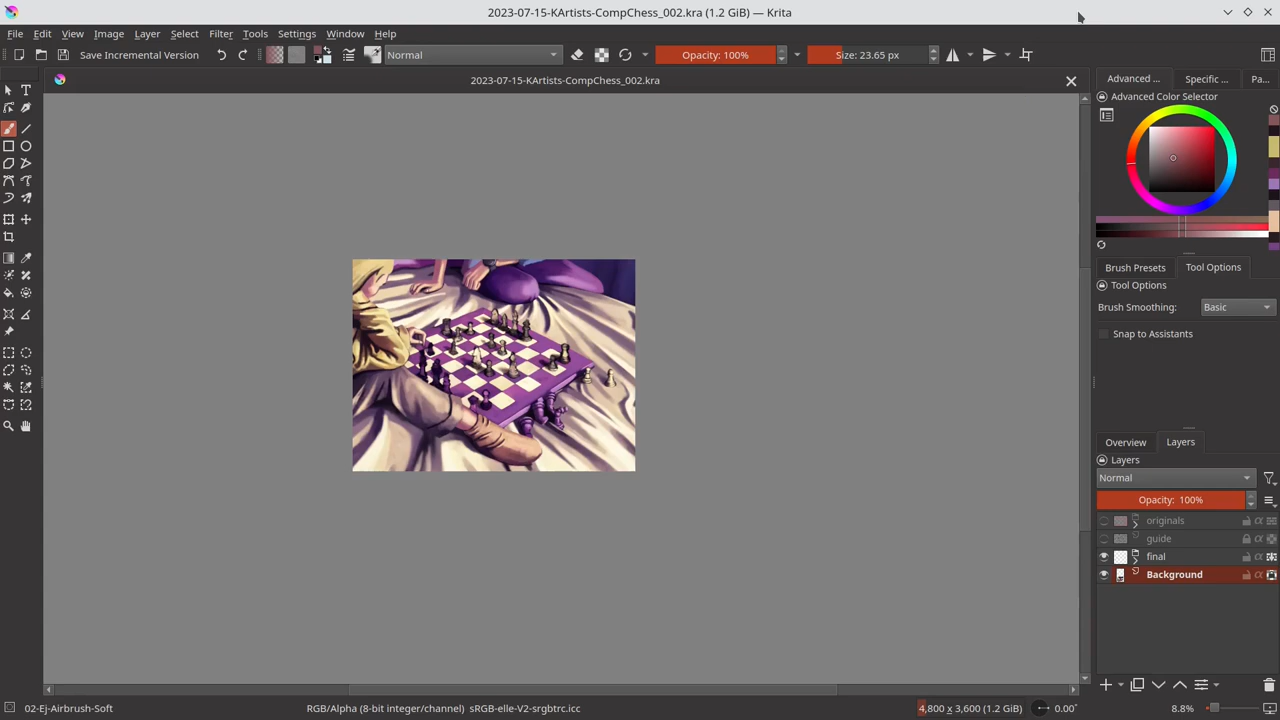 2023-07-15-KArtists-CompChess_002.kra (1.2 GiB) — Krita
File Edit View Image Layer Select Filter Tools Settings Window Help
Save Incremental Version Normal Opacity: 100% Size: 23.65 px
2023-07-15-KArtists-CompChess_002.kra
Advanced ... Specific ... Pa...
Advanced Color Selector
Brush Presets Tool Options
Tool Options
Brush Smoothing: Basic
Snap to Assistants
Overview Layers
Layers
Normal
Opacity: 100%
originals
guide
final
Background
02-Ej-Airbrush-Soft RGB/Alpha (8-bit integer/channel) sRGB-elle-V2-srgbtrc.icc 4,800 x 3,600 (1.2 GiB) 0.00° 8.8%